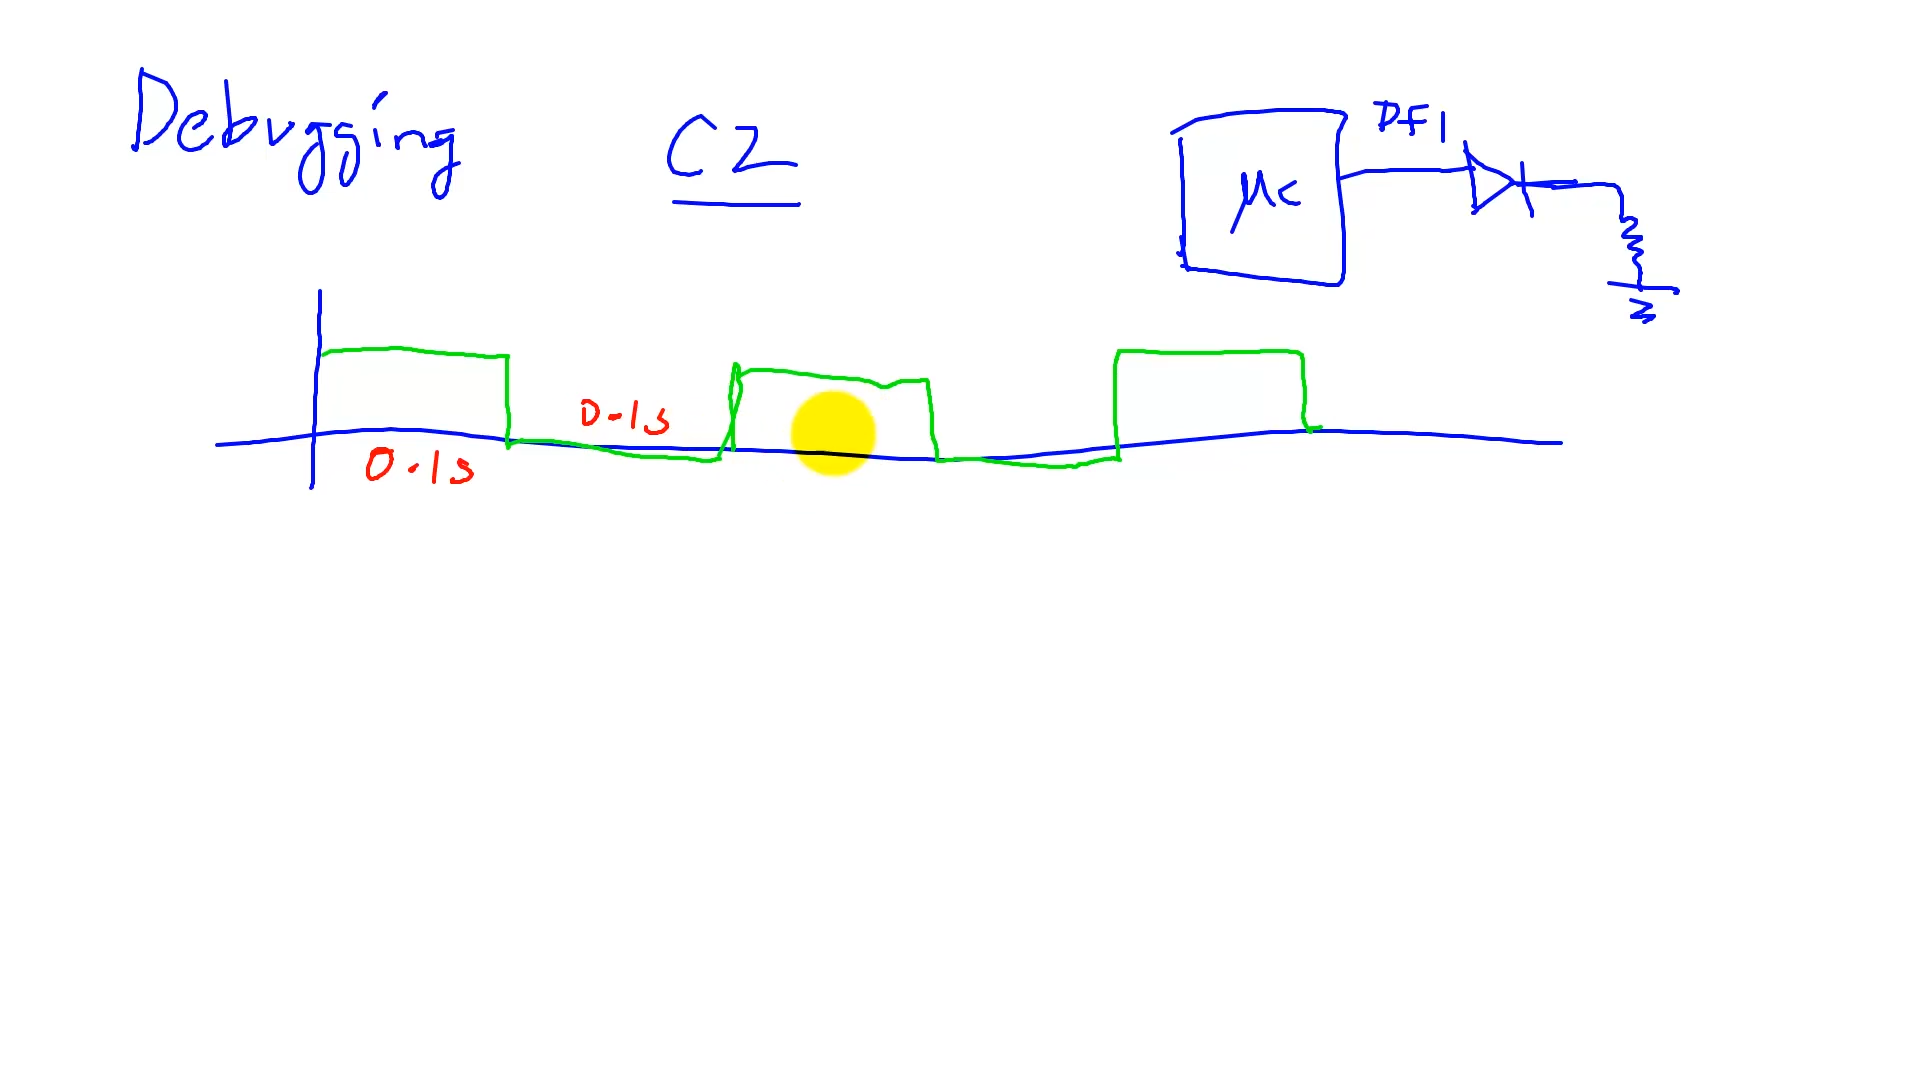 Debugging
C2
PF1
μc
0.1s
0.1s